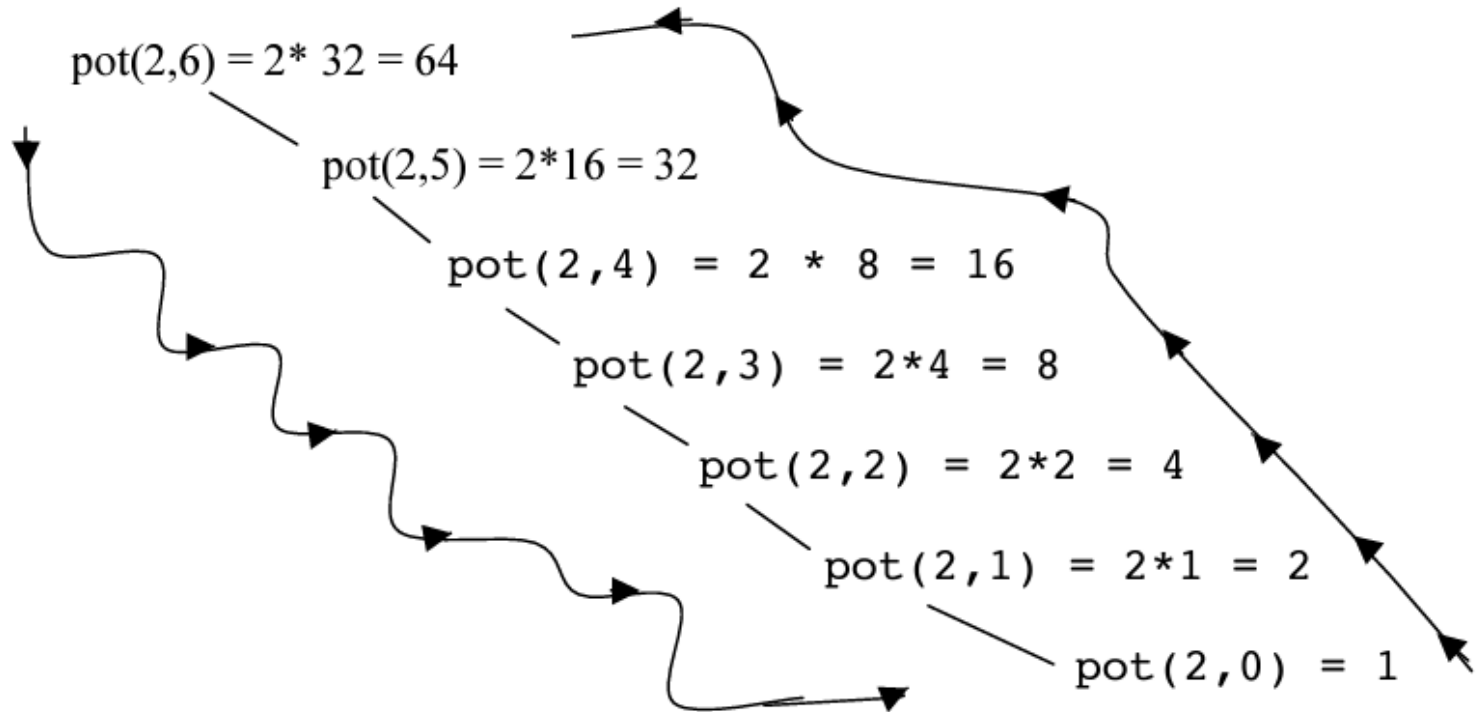 pot(2,6) = 2* 32 = 64
pot(2,5) = 2*16 = 32
pot(2,4) = 2 * 8 = 16
pot(2,3) = 2*4 = 8
pot(2,2) = 2*2 = 4
pot(2,1) = 2*1 = 2
pot(2,0) = 1